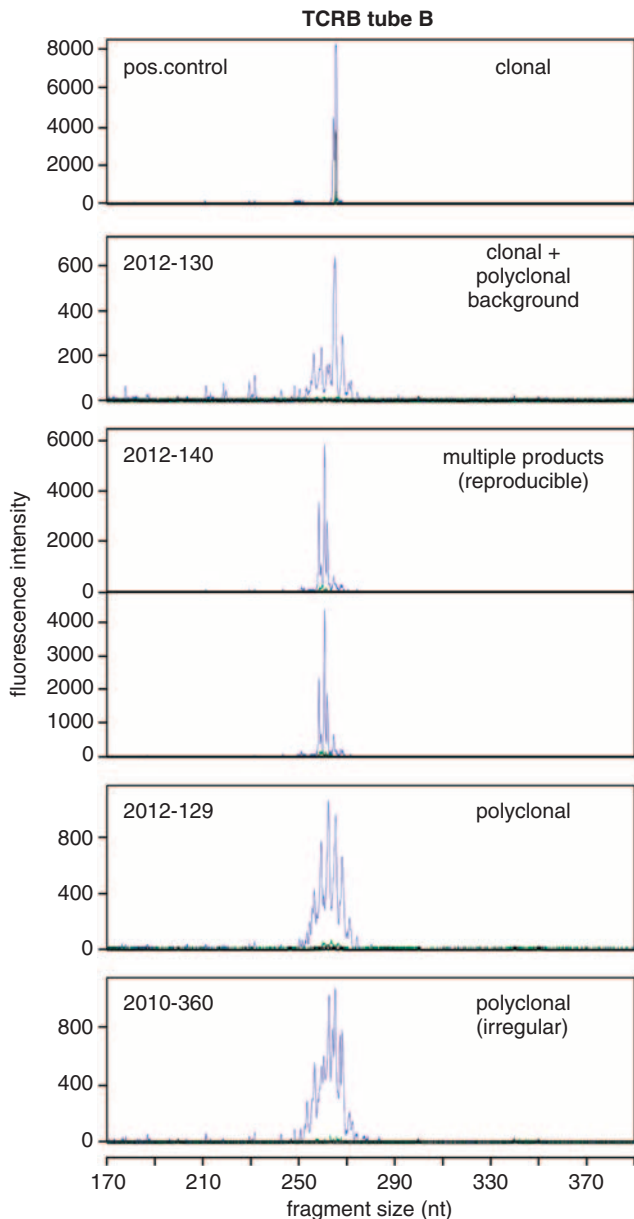 TCRB tube B
8000
6000
4000
2000
0
pos.control
clonal
600
400
200
0
2012-130
clonal +
polyclonal
background
6000
4000
2000
0
2012-140
multiple products
(reproducible)
4000
3000
2000
1000
0
800
400
0
2012-129
polyclonal
800
400
0
2010-360
polyclonal
(irregular)
fluorescence intensity
170 210 250 290 330 370
fragment size (nt)